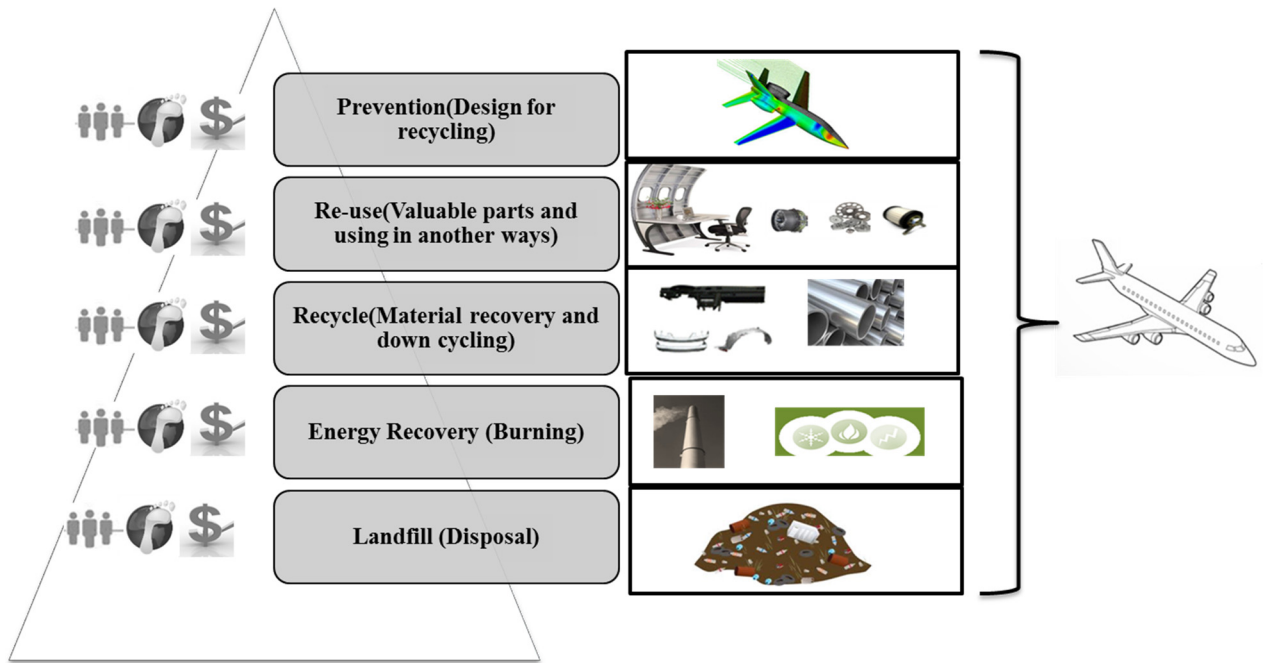 Prevention(Design for
recycling)
Re-use(Valuable parts and
using in another ways)
Recycle(Material recovery and
down cycling)
Energy Recovery (Burning)
Landfill (Disposal)